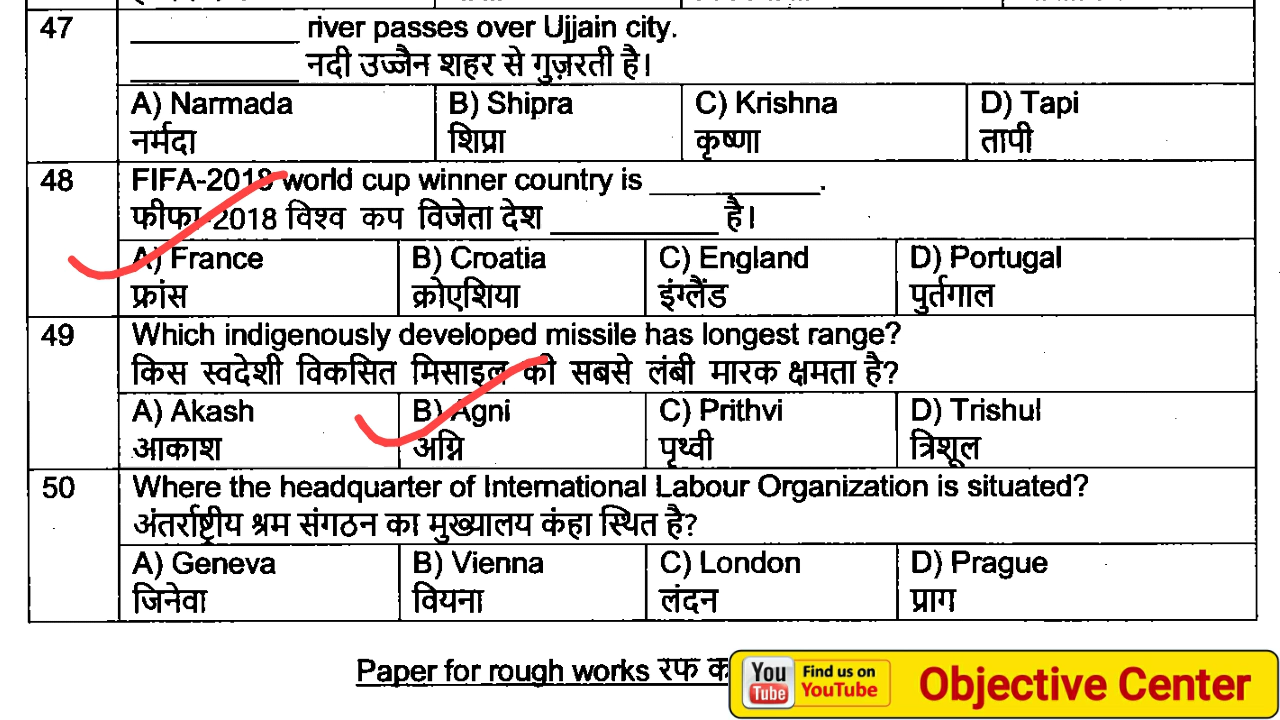 47
__________ river passes over Ujjain city.
__________ नदी उज्जैन शहर से गुज़रती है।
A) Narmada B) Shipra C) Krishna D) Tapi
नर्मदा शिप्रा कृष्णा तापी
48
FIFA-2018 world cup winner country is __________.
फीफा-2018 विश्व कप विजेता देश __________ है।
A) France B) Croatia C) England D) Portugal
फ्रांस क्रोएशिया इंग्लैंड पुर्तगाल
49
Which indigenously developed missile has longest range?
किस स्वदेशी विकसित मिसाइल की सबसे लंबी मारक क्षमता है?
A) Akash B) Agni C) Prithvi D) Trishul
आकाश अग्नि पृथ्वी त्रिशूल
50
Where the headquarter of International Labour Organization is situated?
अंतर्राष्ट्रीय श्रम संगठन का मुख्यालय कंहा स्थित है?
A) Geneva B) Vienna C) London D) Prague
जिनेवा वियना लंदन प्राग
Paper for rough works रफ
You Tube
Find us on
YouTube
Objective Center